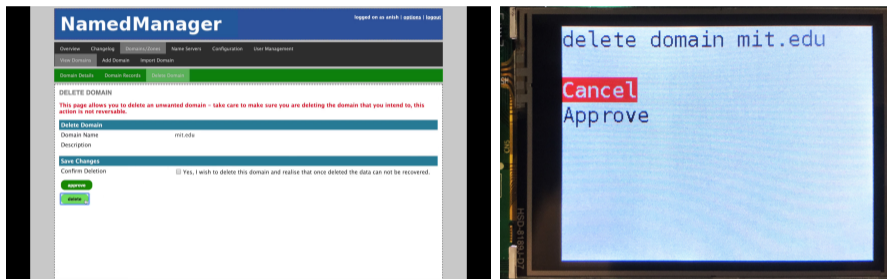 NamedManager
logged on as anish | options | logout
Overview Changelog Domains/Zones Name Servers Configuration User Management
View Domains Add Domain Import Domain
Domain Details Domain Records Delete Domain
DELETE DOMAIN
This page allows you to delete an unwanted domain - take care to make sure you are deleting the domain that you intend to, this
action is not reversable.
Delete Domain
Domain Name mit.edu
Description
Save Changes
Confirm Deletion Yes, I wish to delete this domain and realise that once deleted the data can not be recovered.
approve
delete
delete domain mit.edu
Cancel
Approve
CN5